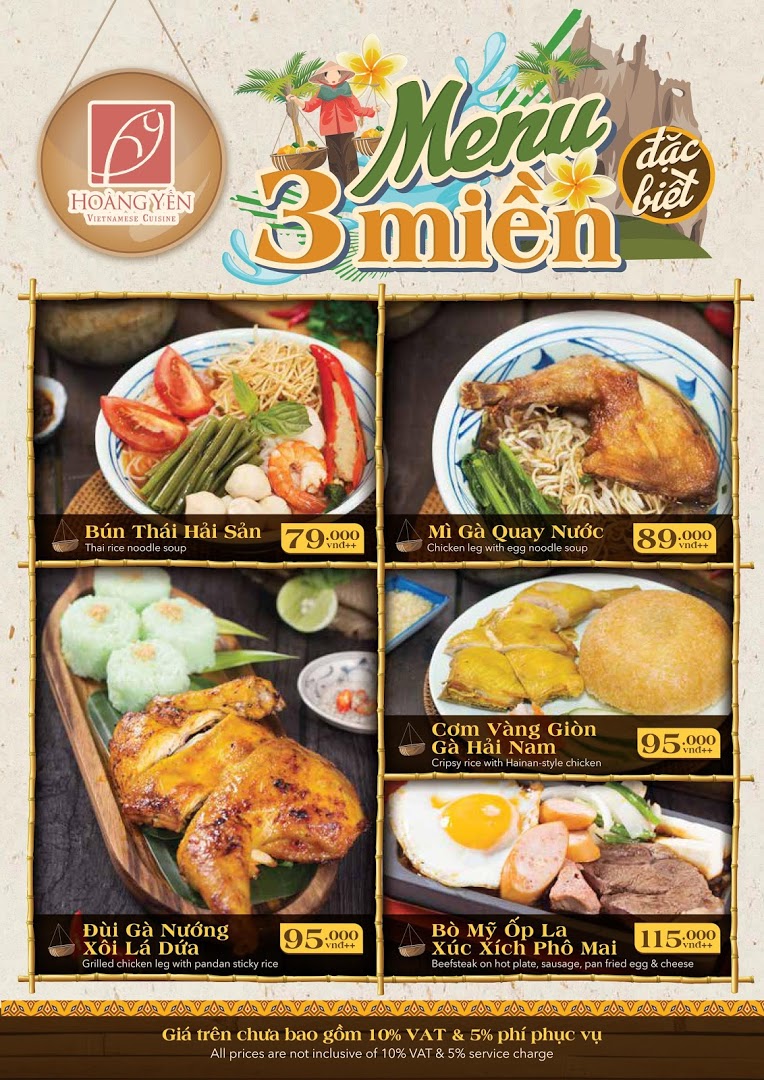 HOÀNG YẾN
VIETNAMESE CUISINE
Menu
3 miền
đặc
biệt
Bún Thái Hải Sản
Thai rice noodle soup
79.000
vnđ++
Mì Gà Quay Nước
Chicken leg with egg noodle soup
89.000
vnđ++
Cơm Vàng Giòn
Gà Hải Nam
Cripsy rice with Hainan-style chicken
95.000
vnđ++
Đùi Gà Nướng
Xôi Lá Dứa
Grilled chicken leg with pandan sticky rice
95.000
vnđ++
Bò Mỹ Ốp La
Xúc Xích Phô Mai
Beefsteak on hot plate, sausage, pan fried egg & cheese
115.000
vnđ++
Giá trên chưa bao gồm 10% VAT & 5% phí phục vụ
All prices are not inclusive of 10% VAT & 5% service charge